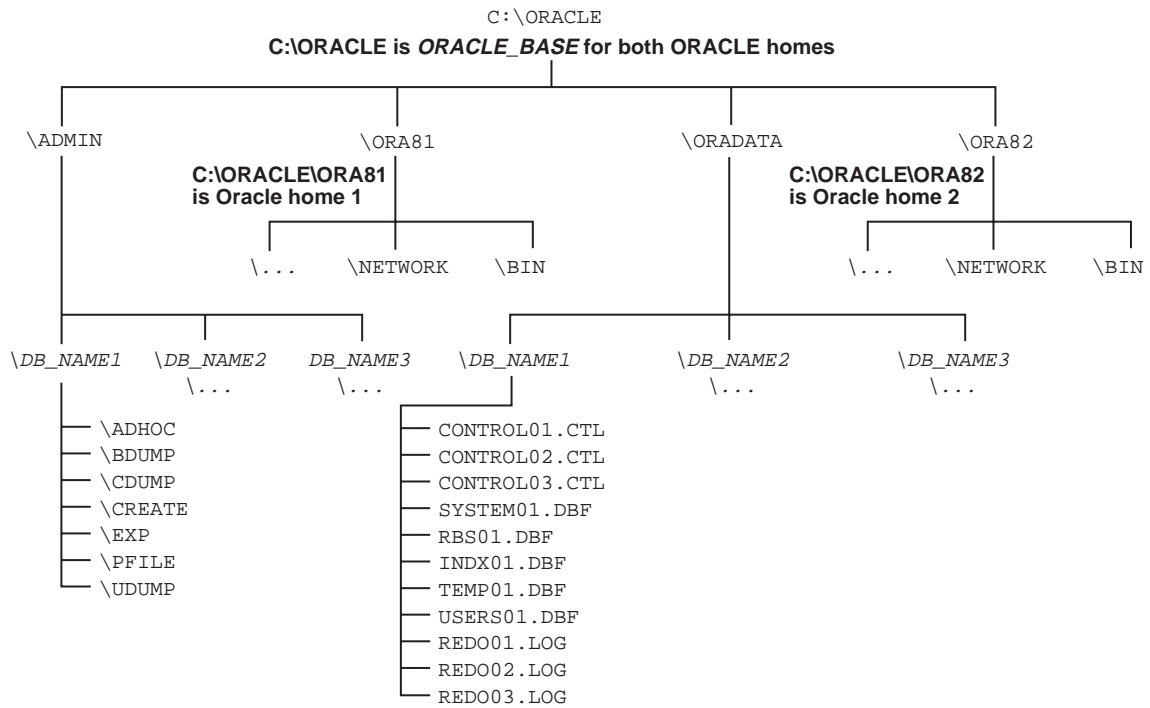 C:\ORACLE
C:\ORACLE is ORACLE_BASE for both ORACLE homes
\ADMIN
\ORA81
\ORADATA
\ORA82
C:\ORACLE\ORA81
is Oracle home 1
C:\ORACLE\ORA82
is Oracle home 2
\...
\NETWORK
\BIN
\...
\NETWORK
\BIN
\DB_NAME1
\DB_NAME2
\...
DB_NAME3
\...
\DB_NAME1
\DB_NAME2
\...
\DB_NAME3
\...
\ADHOC
\BDUMP
\CDUMP
\CREATE
\EXP
\PFILE
\UDUMP
CONTROL01.CTL
CONTROL02.CTL
CONTROL03.CTL
SYSTEM01.DBF
RBS01.DBF
INDX01.DBF
TEMP01.DBF
USERS01.DBF
REDO01.LOG
REDO02.LOG
REDO03.LOG